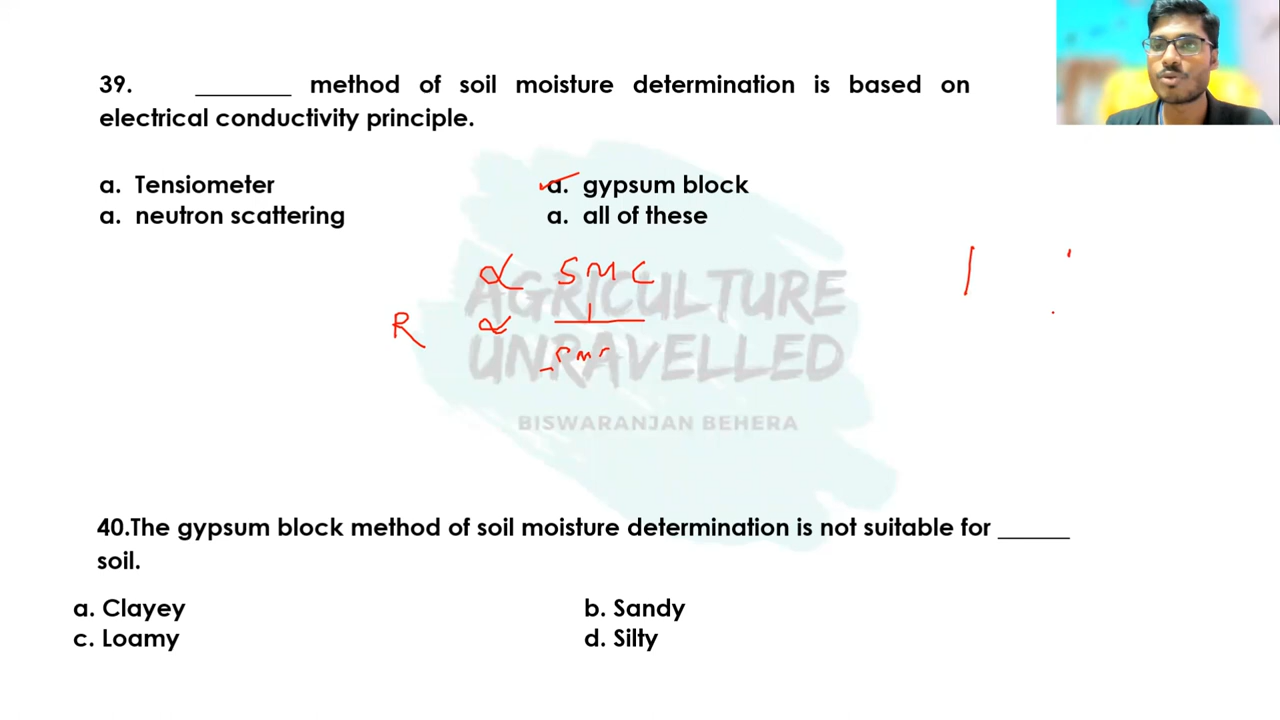 39. _______ method of soil moisture determination is based on
electrical conductivity principle.
a. Tensiometer a. gypsum block
a. neutron scattering a. all of these
∝ SMC
R ∝ 1
SMC
AGRICULTURE
UNRAVELLED
BISWARANJAN BEHERA
40.The gypsum block method of soil moisture determination is not suitable for ______
soil.
a. Clayey b. Sandy
c. Loamy d. Silty